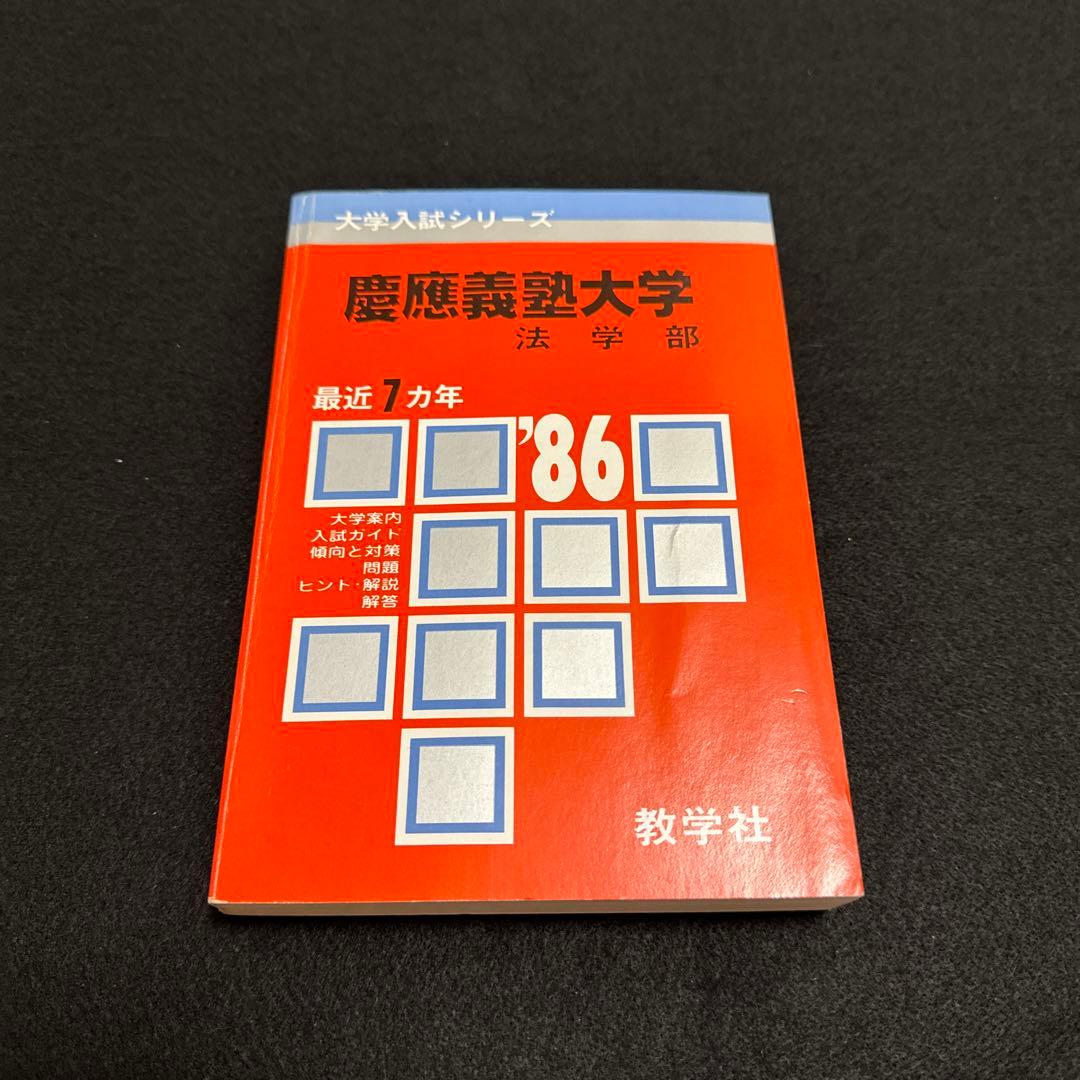 大学入試シリーズ
慶應義塾大学
法学部
最近7カ年
'86
大学案内
入試ガイド
傾向と対策
問題
ヒント・解説
解答
教学社